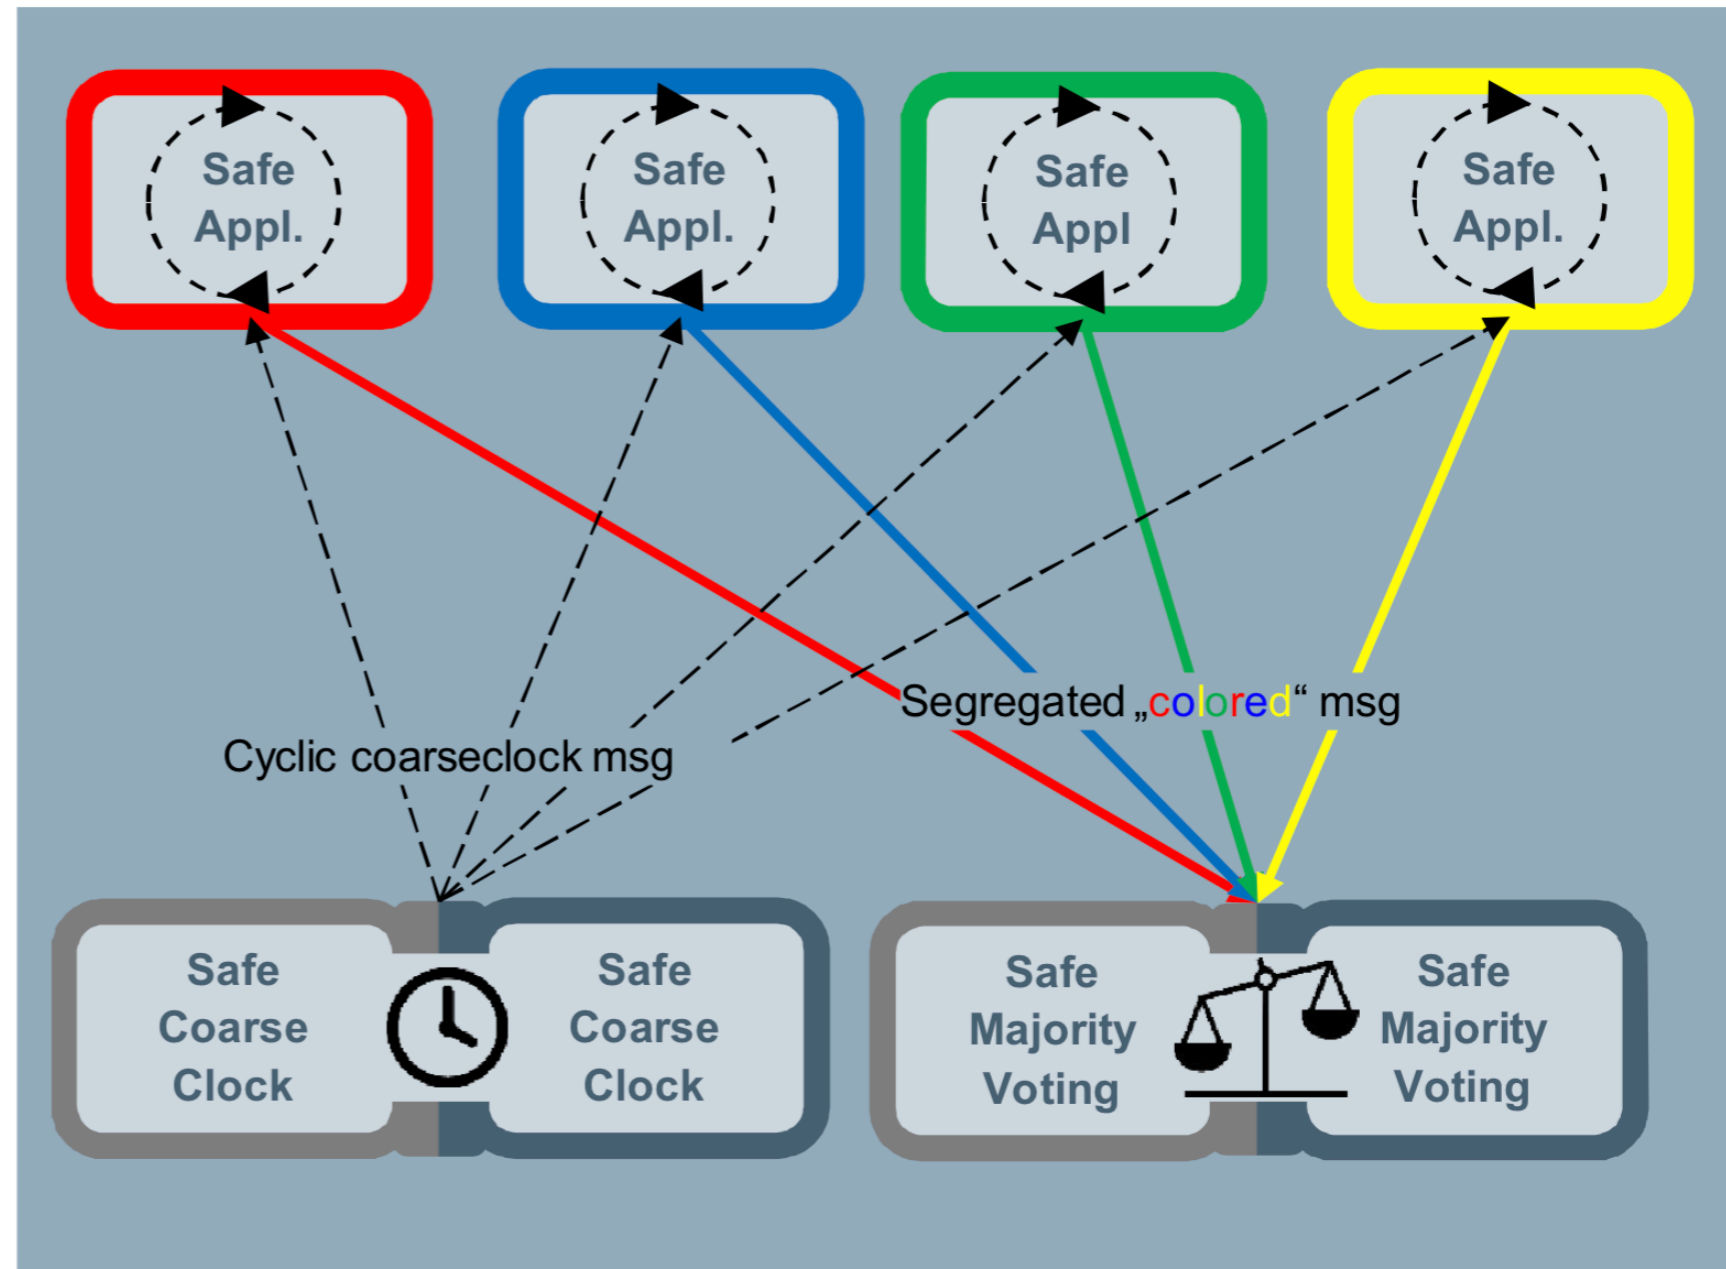 Safe
Appl.
Safe
Appl.
Safe
Appl
Safe
Appl.
Segregated „colored“ msg
Cyclic coarseclock msg
Safe
Coarse
Clock
Safe
Coarse
Clock
Safe
Majority
Voting
Safe
Majority
Voting